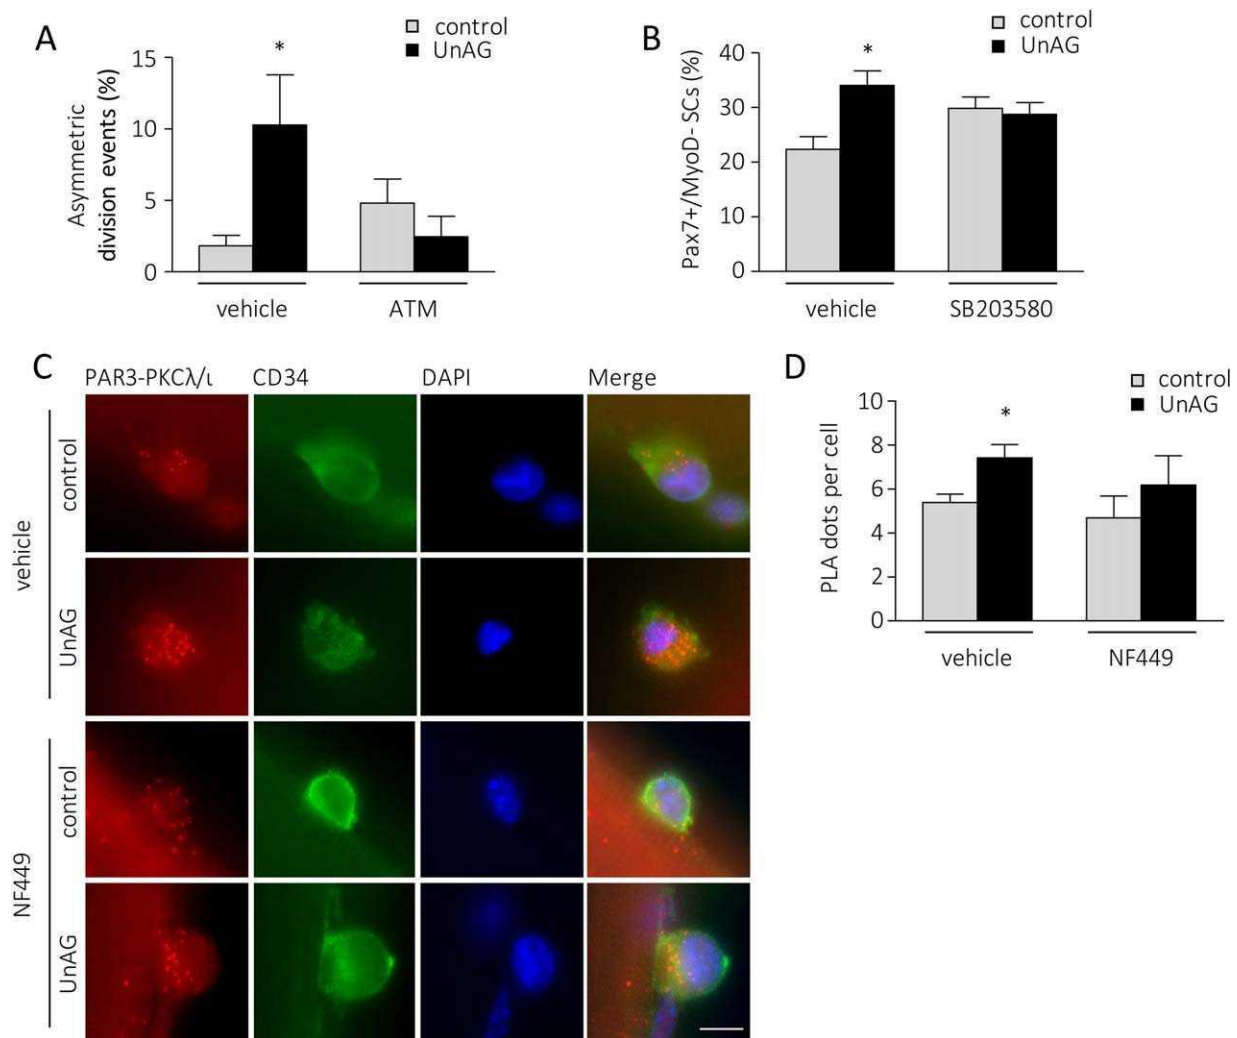 A
control
UnAG
Asymmetric
division events (%)
15
10
5
0
*
vehicle
ATM
B
control
UnAG
Pax7+/MyoD- SCs (%)
40
30
20
10
0
*
vehicle
SB203580
C
PAR3-PKCλ/ι CD34 DAPI Merge
vehicle
control
UnAG
NF449
control
UnAG
D
control
UnAG
PLA dots per cell
10
8
6
4
2
0
*
vehicle
NF449